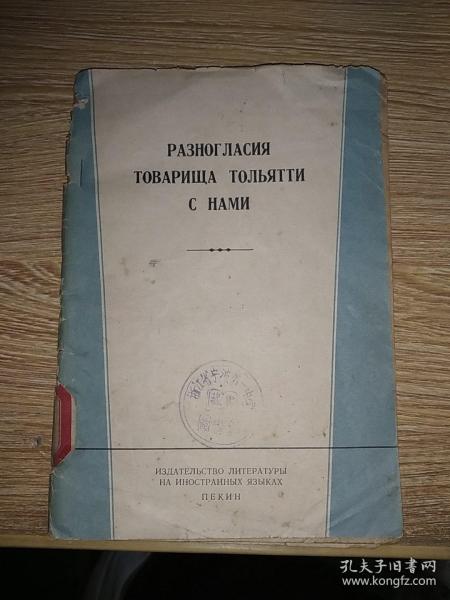 РАЗНОГЛАСИЯ
ТОВАРИЩА ТОЛЬЯТТИ
С НАМИ
ИЗДАТЕЛЬСТВО ЛИТЕРАТУРЫ
НА ИНОСТРАННЫХ ЯЗЫКАХ
ПЕКИН
孔夫子旧书网
www.kongfz.com